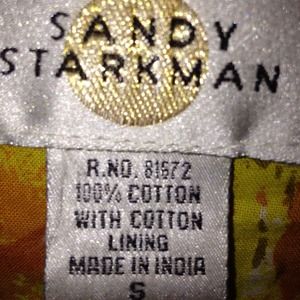 SANDY
STARKMAN
R.NO. 81672
100% COTTON
WITH COTTON
LINING
MADE IN INDIA
S